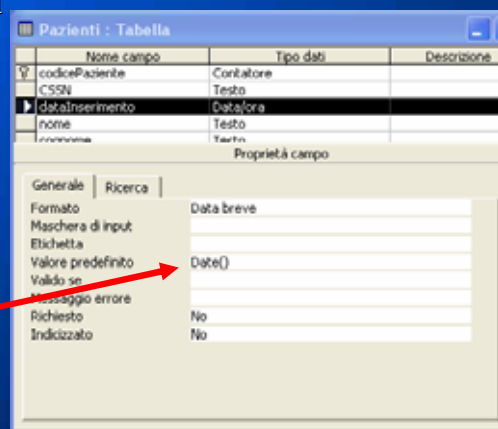 Pazienti : Tabella
Nome campo Tipo dati Descrizione
codicePaziente Contatore
CSSN Testo
dataInserimento Data/ora
nome Testo
cognome Testo
Proprietà campo
Generale Ricerca
Formato Data breve
Maschera di input
Etichetta
Valore predefinito Date()
Valido se
Messaggio errore
Richiesto No
Indicizzato No